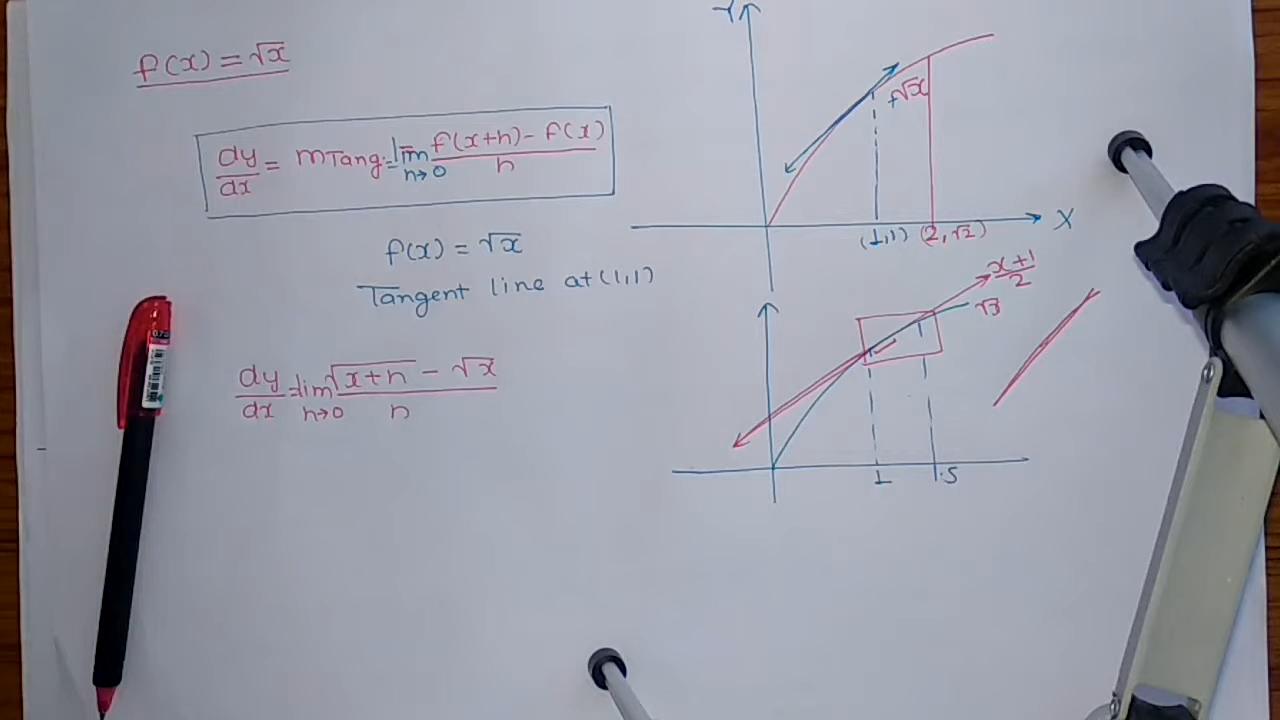 f(x) = √x
dy/dx = mTang = lim h→0 f(x+h) - f(x) / h
f(x) = √x
Tangent line at (1,1)
dy/dx = lim h→0 √x+h - √x / h
Y
√x
X
(1,1) (2,√2)
x+1/2
1
1.5